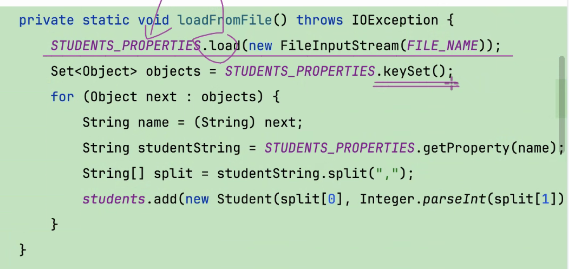 private static void loadFromFile() throws IOException {
STUDENTS_PROPERTIES.load(new FileInputStream(FILE_NAME));
Set<Object> objects = STUDENTS_PROPERTIES.keySet();
for (Object next : objects) {
String name = (String) next;
String studentString = STUDENTS_PROPERTIES.getProperty(name);
String[] split = studentString.split(",");
students.add(new Student(split[0], Integer.parseInt(split[1])
}
}